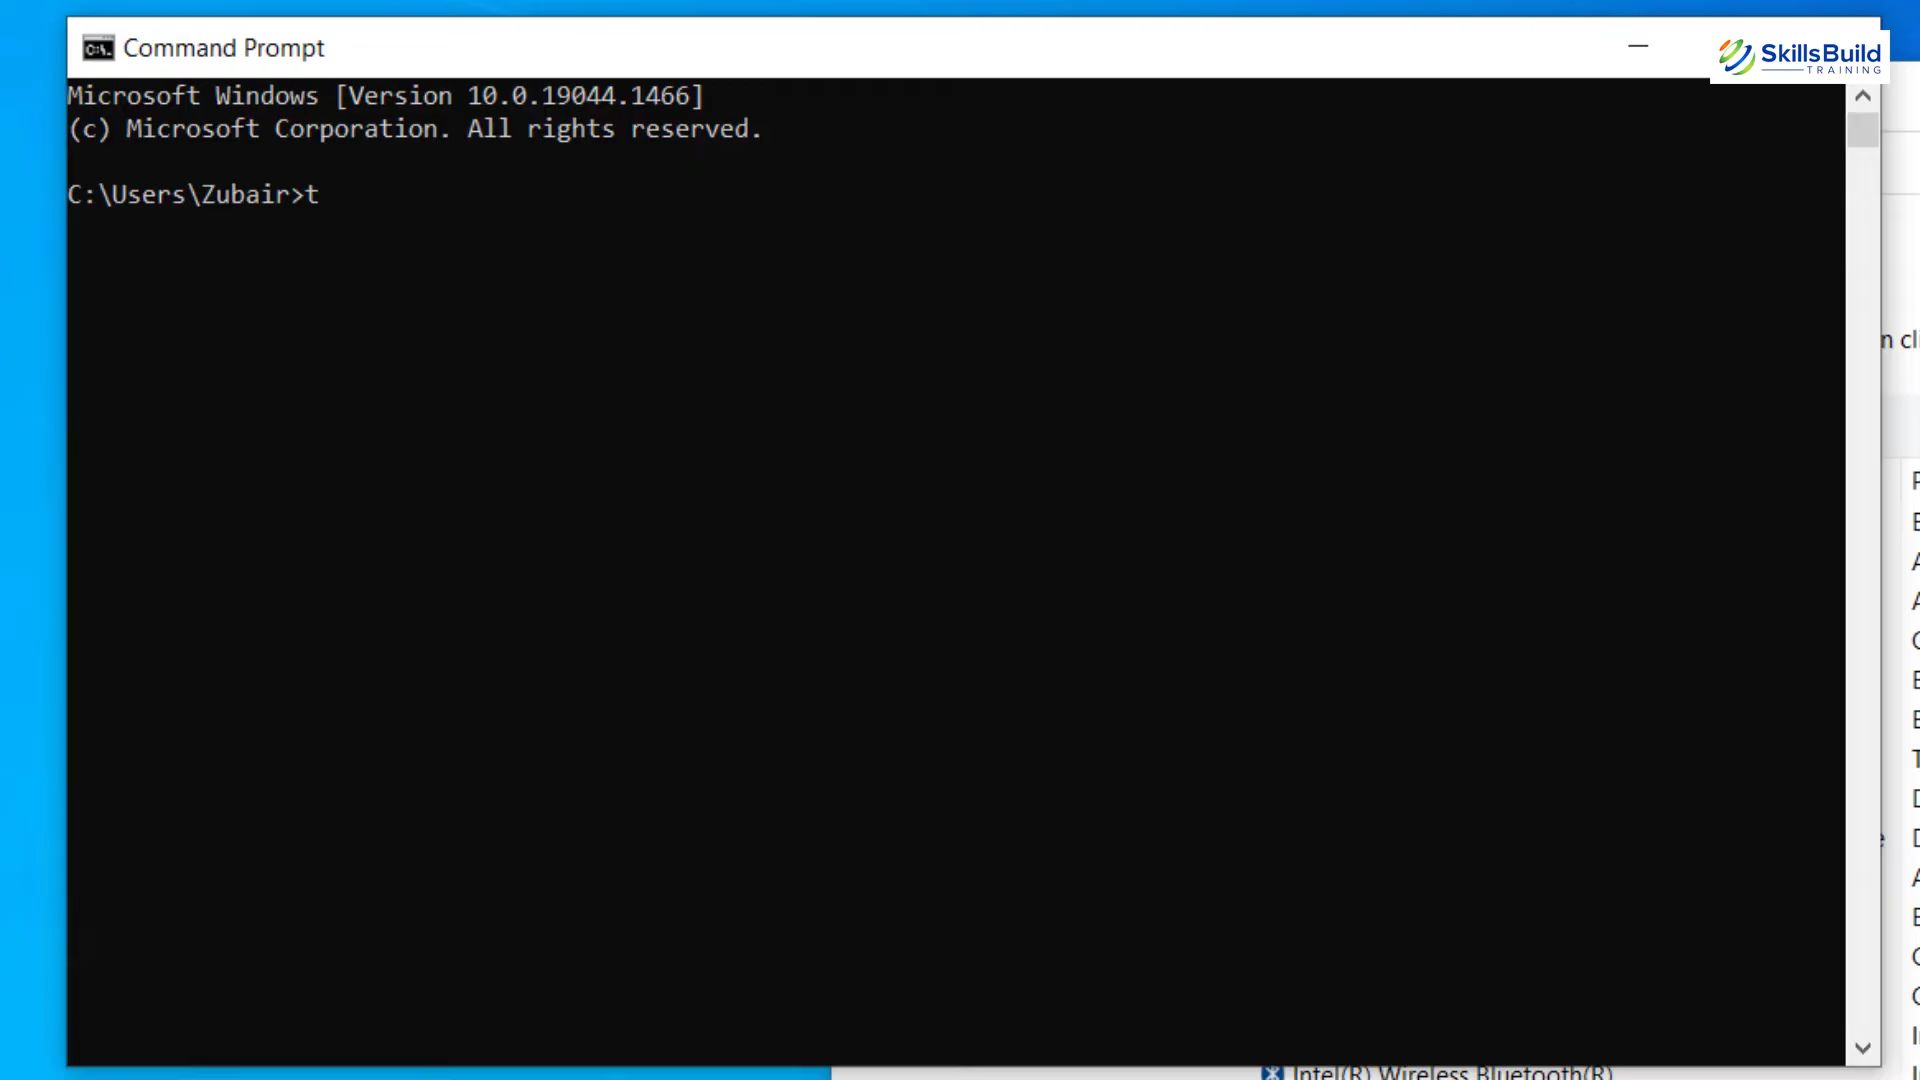 Command Prompt
SkillsBuild
TRAINING
Microsoft Windows [Version 10.0.19044.1466]
(c) Microsoft Corporation. All rights reserved.
C:\Users\Zubair>t
n cli
Intel(R) Wireless Bluetooth(R)